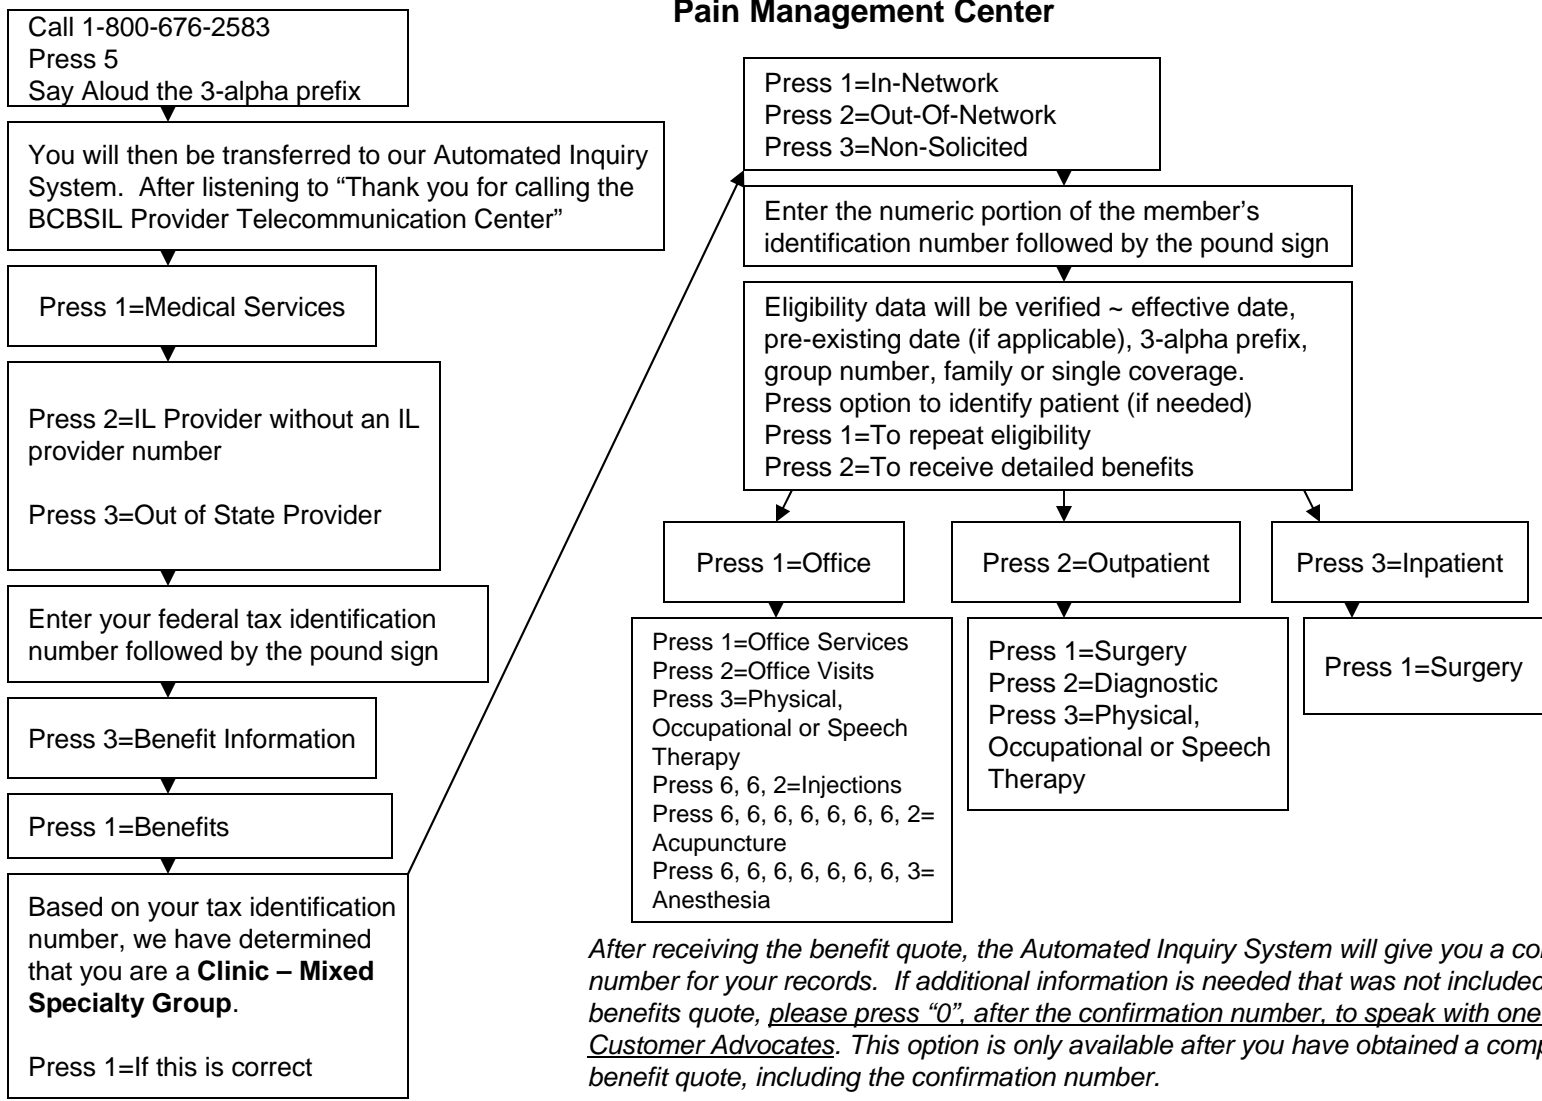 Pain Management Center
Call 1-800-676-2583
Press 5
Say Aloud the 3-alpha prefix
You will then be transferred to our Automated Inquiry
System.  After listening to “Thank you for calling the
BCBSIL Provider Telecommunication Center”
Press 1=Medical Services
Press 2=IL Provider without an IL
provider number
Press 3=Out of State Provider
Enter your federal tax identification
number followed by the pound sign
Press 3=Benefit Information
Press 1=Benefits
Based on your tax identification
number, we have determined
that you are a Clinic – Mixed
Specialty Group.
Press 1=If this is correct
Press 1=In-Network
Press 2=Out-Of-Network
Press 3=Non-Solicited
Enter the numeric portion of the member’s
identification number followed by the pound sign
Eligibility data will be verified ~ effective date,
pre-existing date (if applicable), 3-alpha prefix,
group number, family or single coverage.
Press option to identify patient (if needed)
Press 1=To repeat eligibility
Press 2=To receive detailed benefits
Press 1=Office
Press 1=Office Services
Press 2=Office Visits
Press 3=Physical,
Occupational or Speech
Therapy
Press 6, 6, 2=Injections
Press 6, 6, 6, 6, 6, 6, 6, 2=
Acupuncture
Press 6, 6, 6, 6, 6, 6, 6, 3=
Anesthesia
Press 2=Outpatient
Press 1=Surgery
Press 2=Diagnostic
Press 3=Physical,
Occupational or Speech
Therapy
Press 3=Inpatient
Press 1=Surgery
After receiving the benefit quote, the Automated Inquiry System will give you a
number for your records.  If additional information is needed that was not included
benefits quote, please press “0”, after the confirmation number, to speak with one
Customer Advocates. This option is only available after you have obtained a
benefit quote, including the confirmation number.